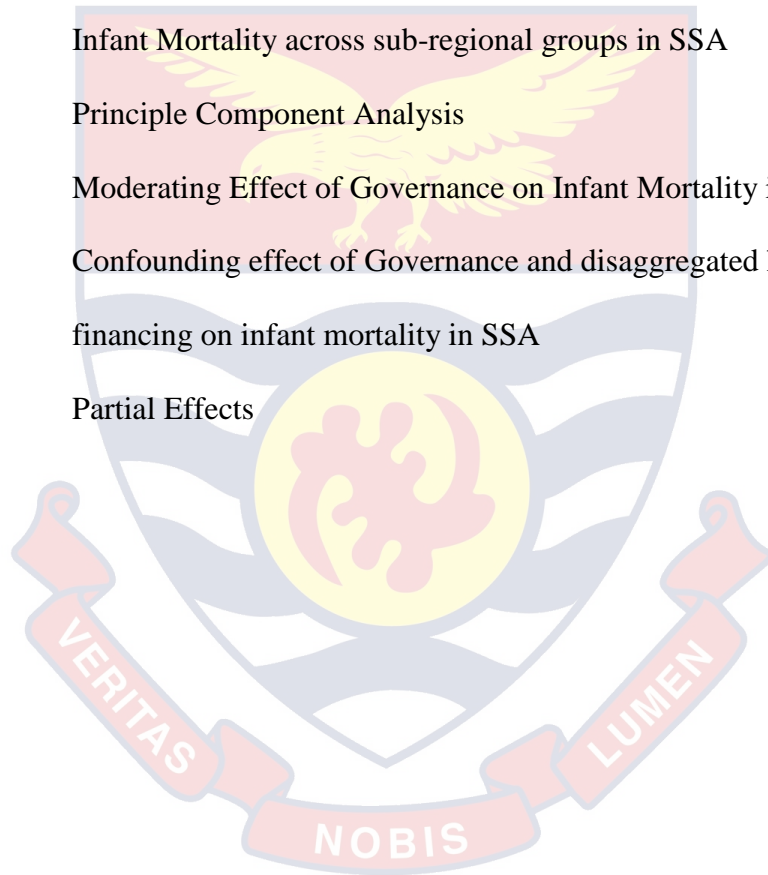 Infant Mortality across sub-regional groups in SSA
Principle Component Analysis
Moderating Effect of Governance on Infant Mortality
Confounding effect of Governance and disaggregated
financing on infant mortality in SSA
Partial Effects
VERITAS
NOBIS
LUMEN